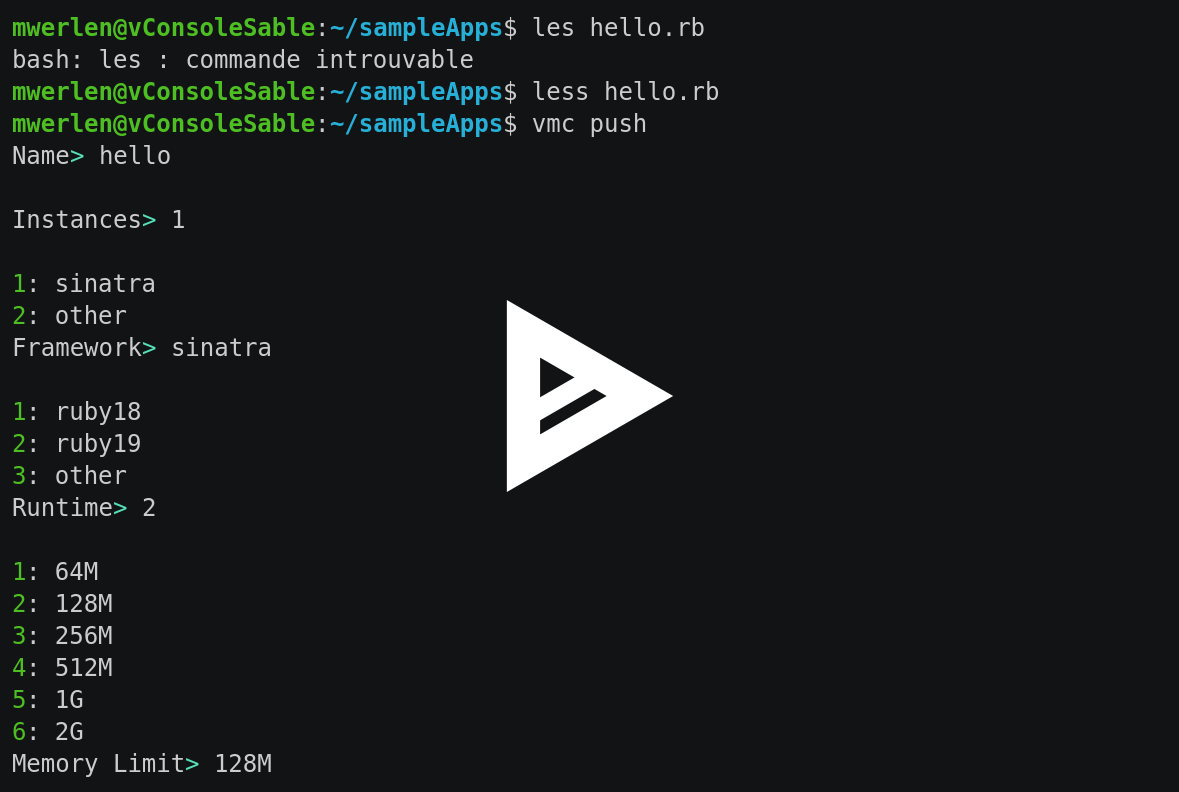 mwerlen@vConsoleSable:~/sampleApps$ les hello.rb
bash: les : commande introuvable
mwerlen@vConsoleSable:~/sampleApps$ less hello.rb
mwerlen@vConsoleSable:~/sampleApps$ vmc push
Name> hello
Instances> 1
1: sinatra
2: other
Framework> sinatra
1: ruby18
2: ruby19
3: other
Runtime> 2
1: 64M
2: 128M
3: 256M
4: 512M
5: 1G
6: 2G
Memory Limit> 128M